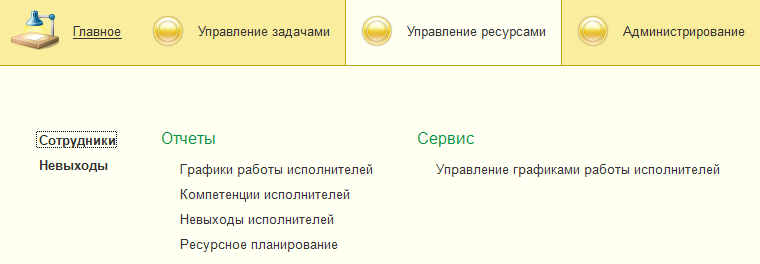 Главное
Управление задачами
Управление ресурсами
Администрирование
Сотрудники
Невыходы
Отчеты
Графики работы исполнителей
Компетенции исполнителей
Невыходы исполнителей
Ресурсное планирование
Сервис
Управление графиками работы исполнителей